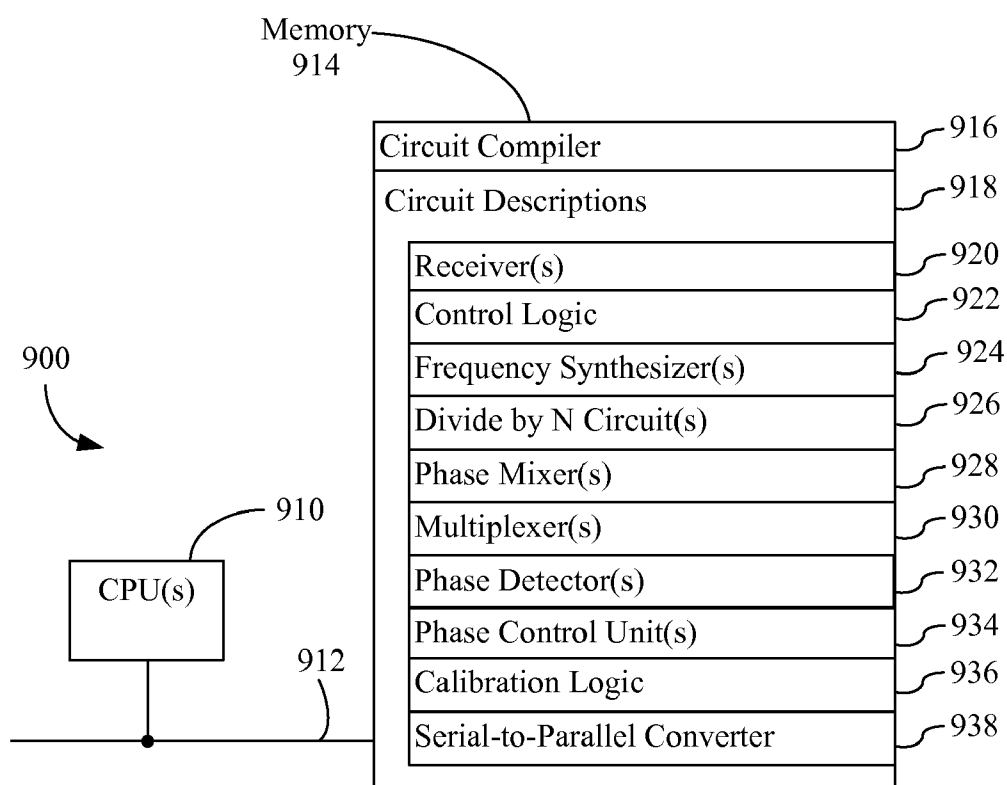 Memory
914
Circuit Compiler
916
Circuit Descriptions
918
Receiver(s)
920
Control Logic
922
Frequency Synthesizer(s)
924
Divide by N Circuit(s)
926
Phase Mixer(s)
928
Multiplexer(s)
930
Phase Detector(s)
932
Phase Control Unit(s)
934
Calibration Logic
936
Serial-to-Parallel Converter
938
900
910
CPU(s)
912